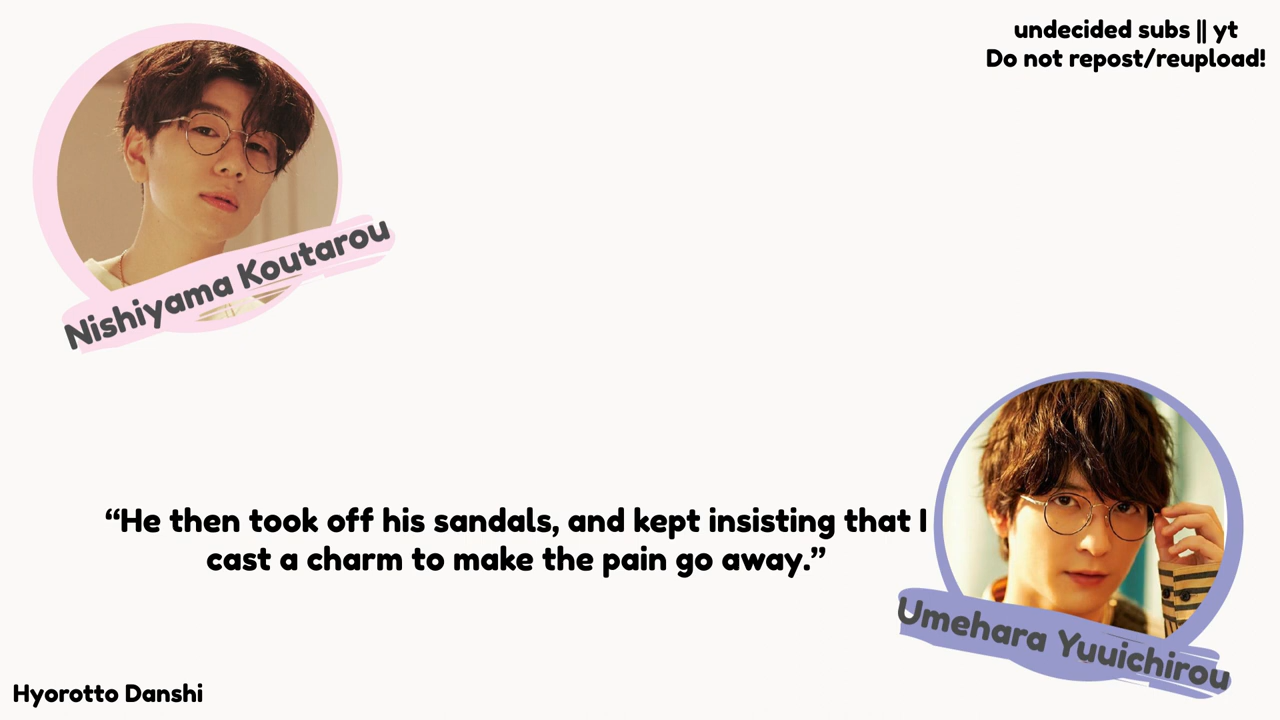 undecided subs || yt
Do not repost/reupload!
Nishiyama Koutarou
“He then took off his sandals, and kept insisting that I
cast a charm to make the pain go away.”
Umehara Yuuichirou
Hyorotto Danshi